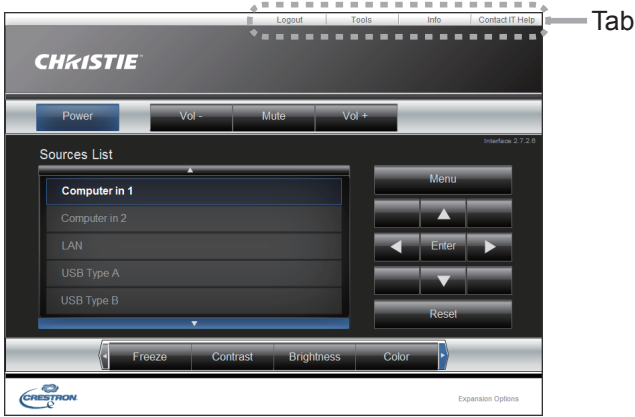 Logout Tools Info Contact IT Help Tab
CHRISTIE
Power Vol - Mute Vol +
Interface 2.7.2.6
Sources List
Menu
Computer in 1
Computer in 2
LAN Enter
USB Type A
USB Type B
Reset
Freeze Contrast Brightness Color
CRESTRON
Expansion Options